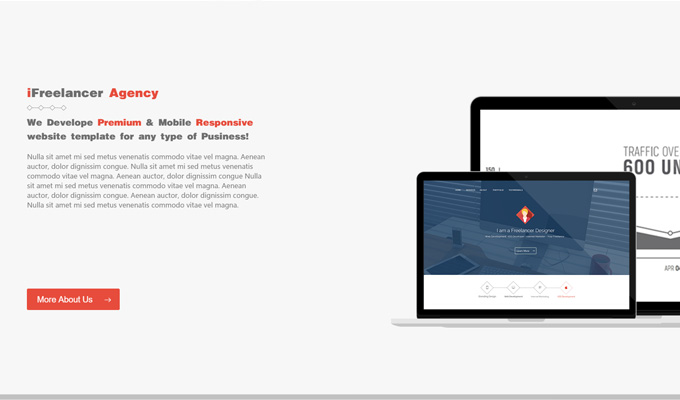 iFreelancer Agency
We Develope Premium & Mobile Responsive
website template for any type of Pusiness!
Nulla sit amet mi sed metus venenatis commodo vitae vel magna. Aenean
auctor, dolor dignissim congue. Nulla sit amet mi sed metus venenatis
commodo vitae vel magna. Aenean auctor, dolor dignissim congue Nulla
sit amet mi sed metus venenatis commodo vitae vel magna. Aenean
auctor, dolor dignissim congue. Aenean auctor, dolor dignissim congue.
Nulla sit amet mi sed metus venenatis commodo vitae vel magna.
More About Us
TRAFFIC OVE
150
600 UN
APR
I am a Freelancer Designer